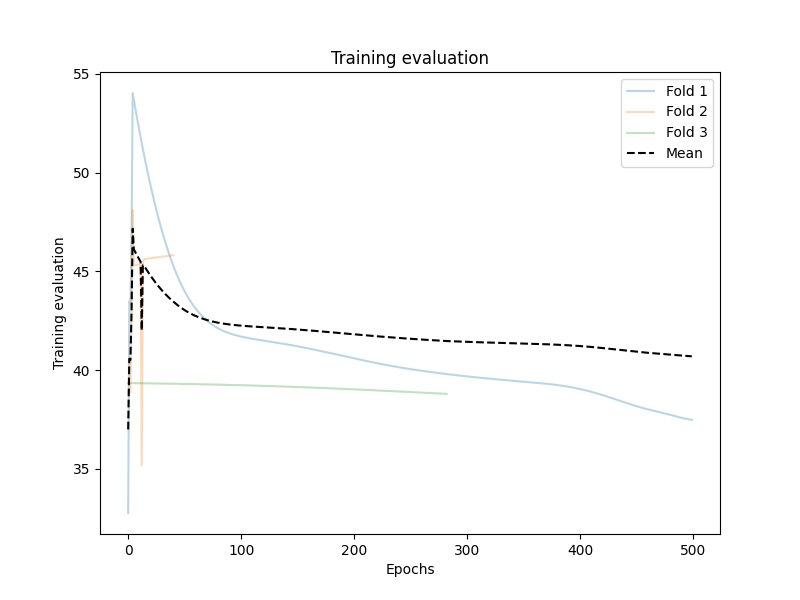 Training evaluation
Fold 1
Fold 2
Fold 3
Mean
Training evaluation
55
50
45
40
35
0 100 200 300 400 500
Epochs